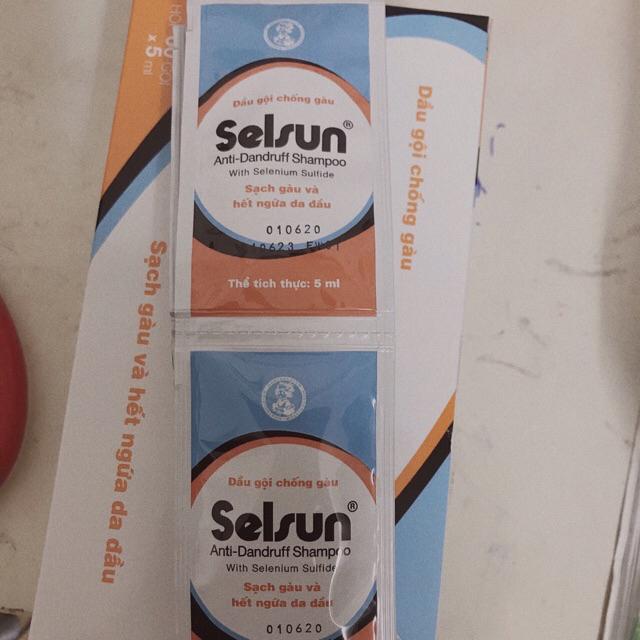 x 5 ml
Dầu gội chống gàu
Selsun®
Anti-Dandruff Shampoo
With Selenium Sulfide
Sạch gàu và
hết ngứa da đầu
010620
Thể tích thực: 5 ml
Dầu gội chống gàu
Selsun®
Anti-Dandruff Shampoo
With Selenium Sulfide
Sạch gàu và
hết ngứa da đầu
010620
Dầu gội chống gàu
Sạch gàu và hết ngứa da đầu